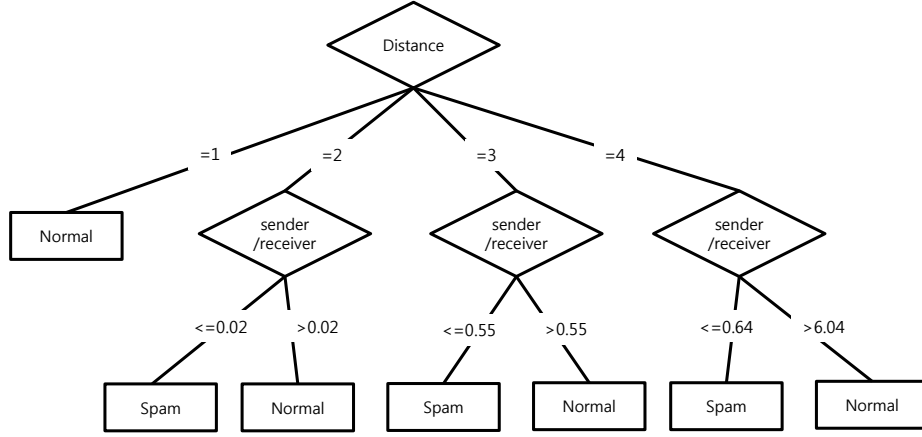 Distance
=1
=2
=3
=4
Normal
sender
/receiver
sender
/receiver
sender
/receiver
<=0.02
>0.02
<=0.55
>0.55
<=0.64
>6.04
Spam
Normal
Spam
Normal
Spam
Normal